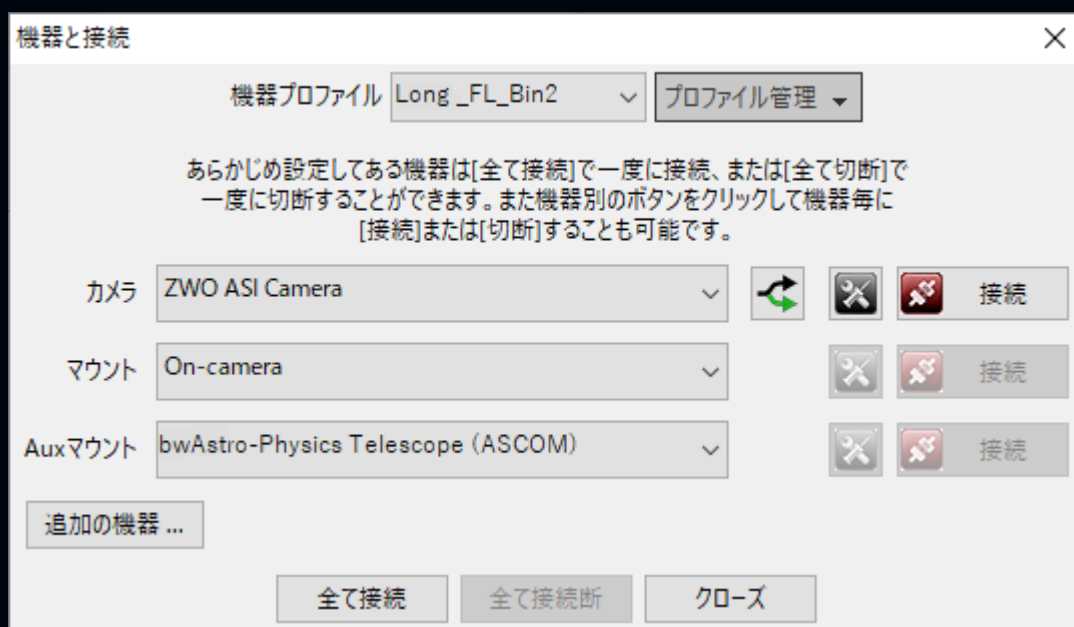 機器と接続
機器プロファイル Long _FL_Bin2 プロファイル管理
あらかじめ設定してある機器は[全て接続]で一度に接続、または[全て切断]で
一度に切断することができます。また機器別のボタンをクリックして機器毎に
[接続]または[切断]することも可能です。
カメラ ZWO ASI Camera 接続
マウント On-camera 接続
Auxマウント bwAstro-Physics Telescope (ASCOM) 接続
追加の機器 ...
全て接続 全て接続断 クローズ